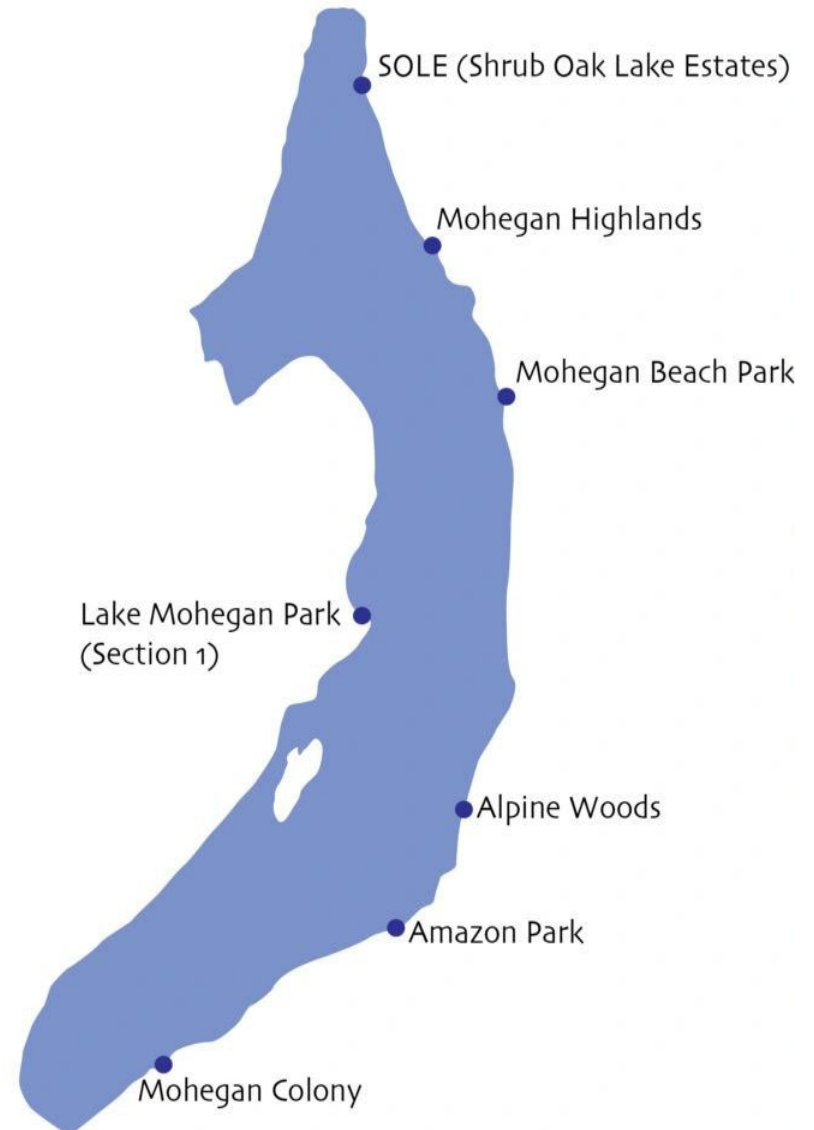 SOLE (Shrub Oak Lake Estates)
Mohegan Highlands
Mohegan Beach Park
Lake Mohegan Park
(Section 1)
Alpine Woods
Amazon Park
Mohegan Colony